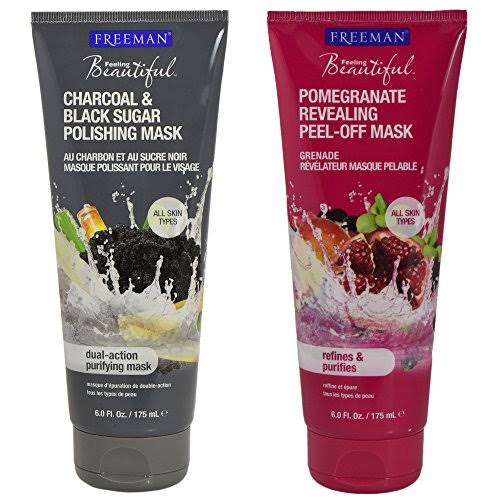 FREEMAN
Feeling
Beautiful™
CHARCOAL &
BLACK SUGAR
POLISHING MASK
AU CHARBON ET AU SUCRE NOIR
MASQUE POLISSANT POUR LE VISAGE
ALL SKIN
TYPES
dual-action
purifying mask
masque d'épuration de double-action
tous les types de peau
6.0 Fl. Oz. / 175 mL ℮
FREEMAN
Feeling
Beautiful™
POMEGRANATE
REVEALING
PEEL-OFF MASK
GRENADE
RÉVÉLATEUR MASQUE PELABLE
ALL SKIN
TYPES
refines &
purifies
raffine et épure
tous les types de peau
6.0 Fl. Oz. / 175 mL ℮